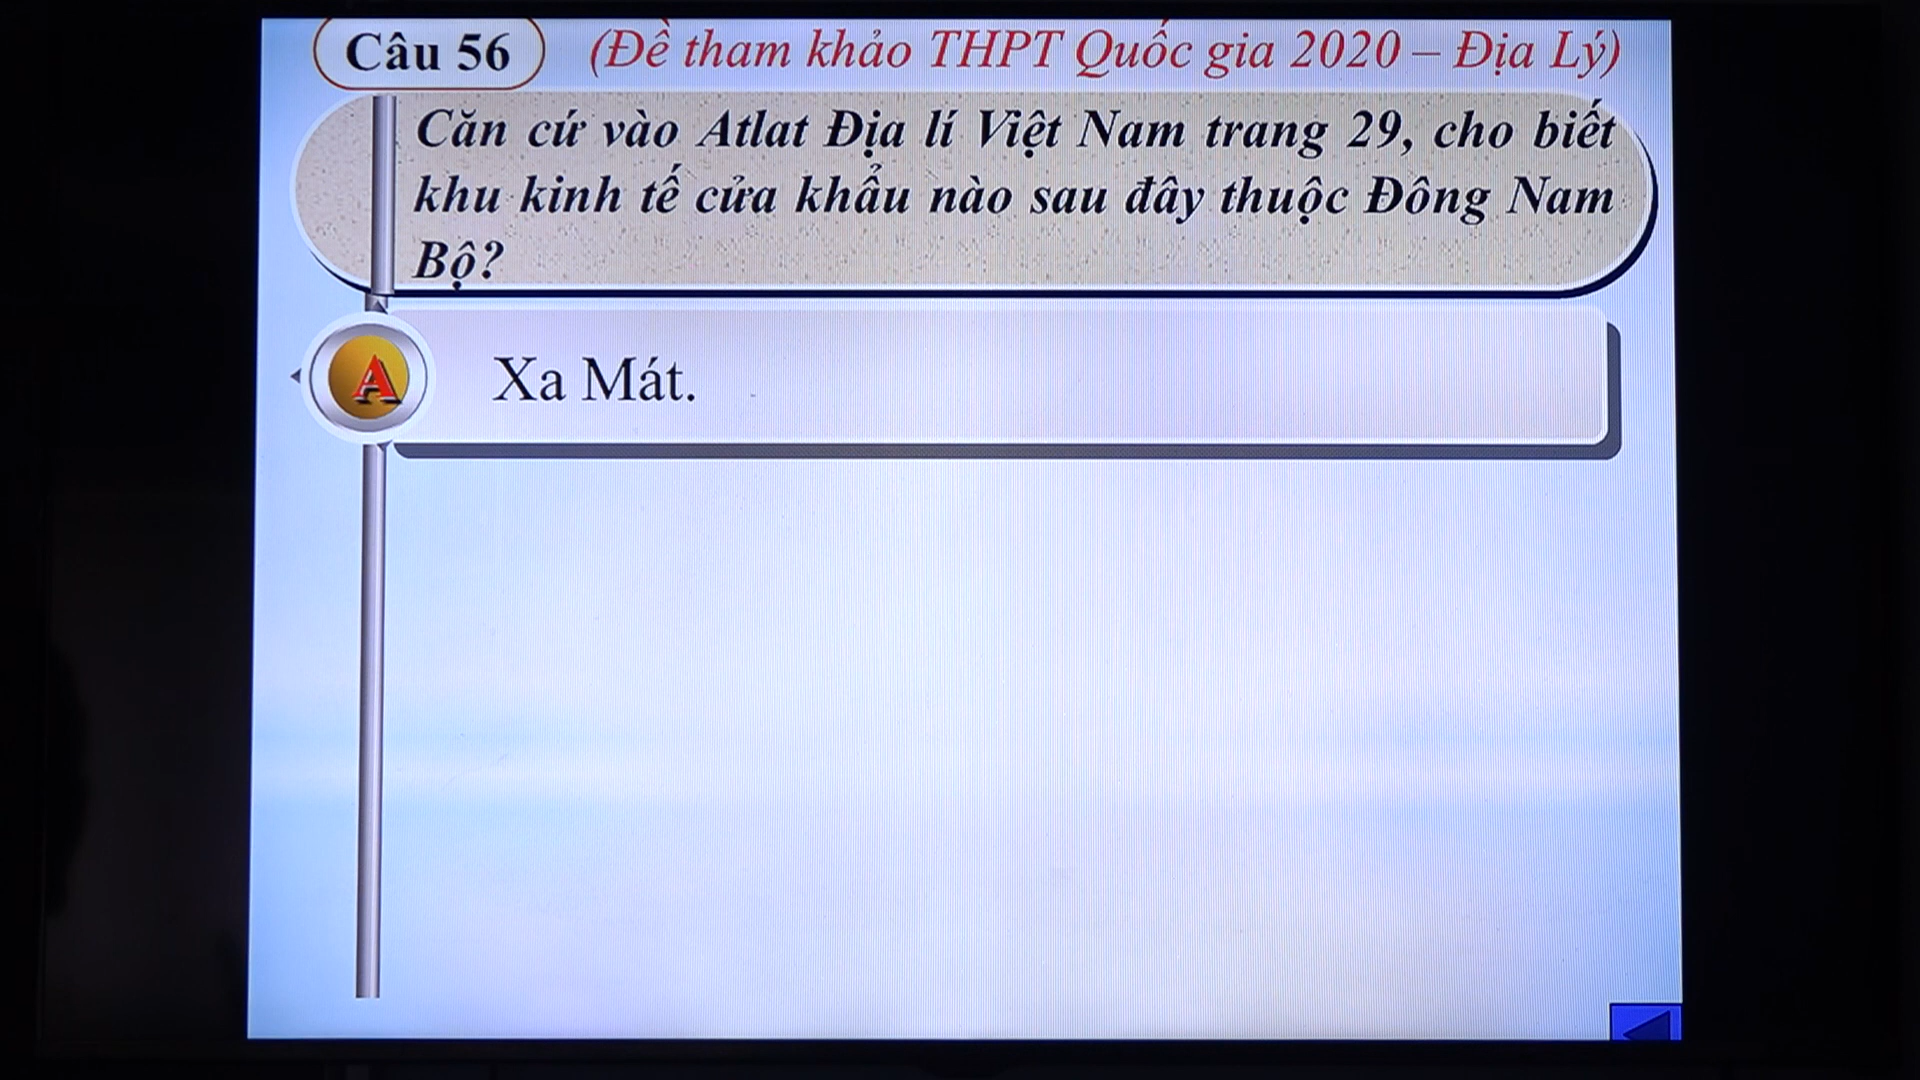 Câu 56 (Đề tham khảo THPT Quốc gia 2020 – Địa Lý)
Căn cứ vào Atlat Địa lí Việt Nam trang 29, cho biết
khu kinh tế cửa khẩu nào sau đây thuộc Đông Nam
Bộ?
A Xa Mát.